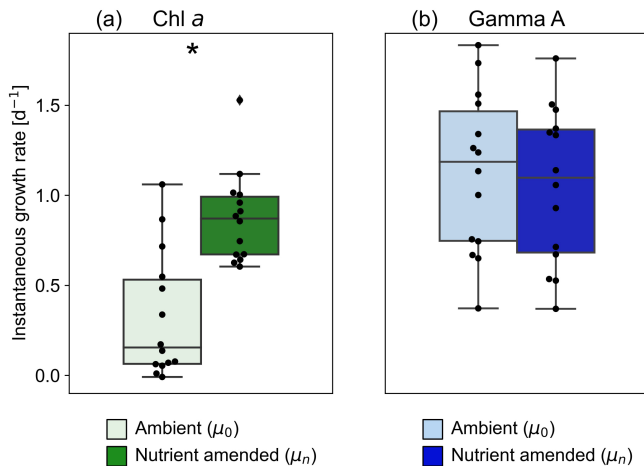 (a) Chl a
(b) Gamma A
*
Instantaneous growth rate [d⁻¹]
1.5
1.0
0.5
0.0
Ambient (μ₀)
Nutrient amended (μₙ)
Ambient (μ₀)
Nutrient amended (μₙ)